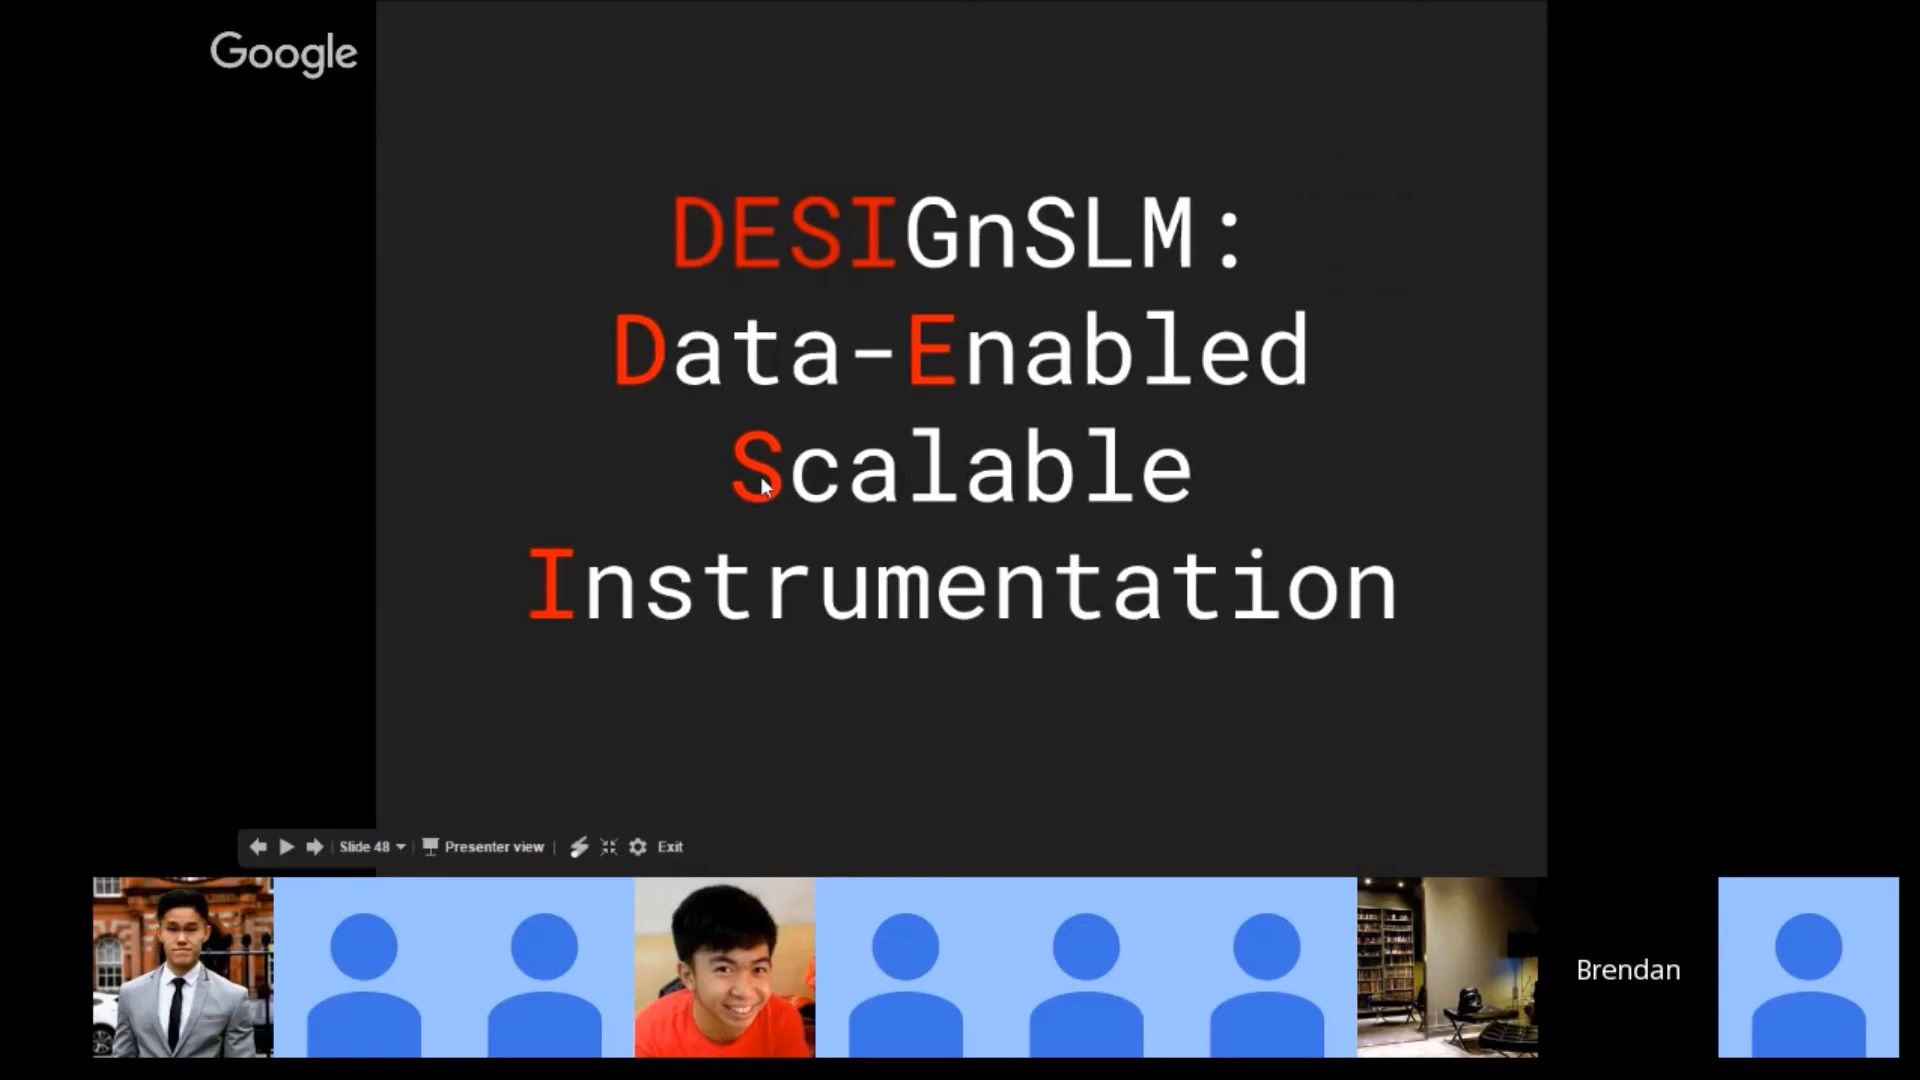 Google
DESIGnSLM:
Data-Enabled
Scalable
Instrumentation
Slide 48
Presenter view
Exit
Brendan